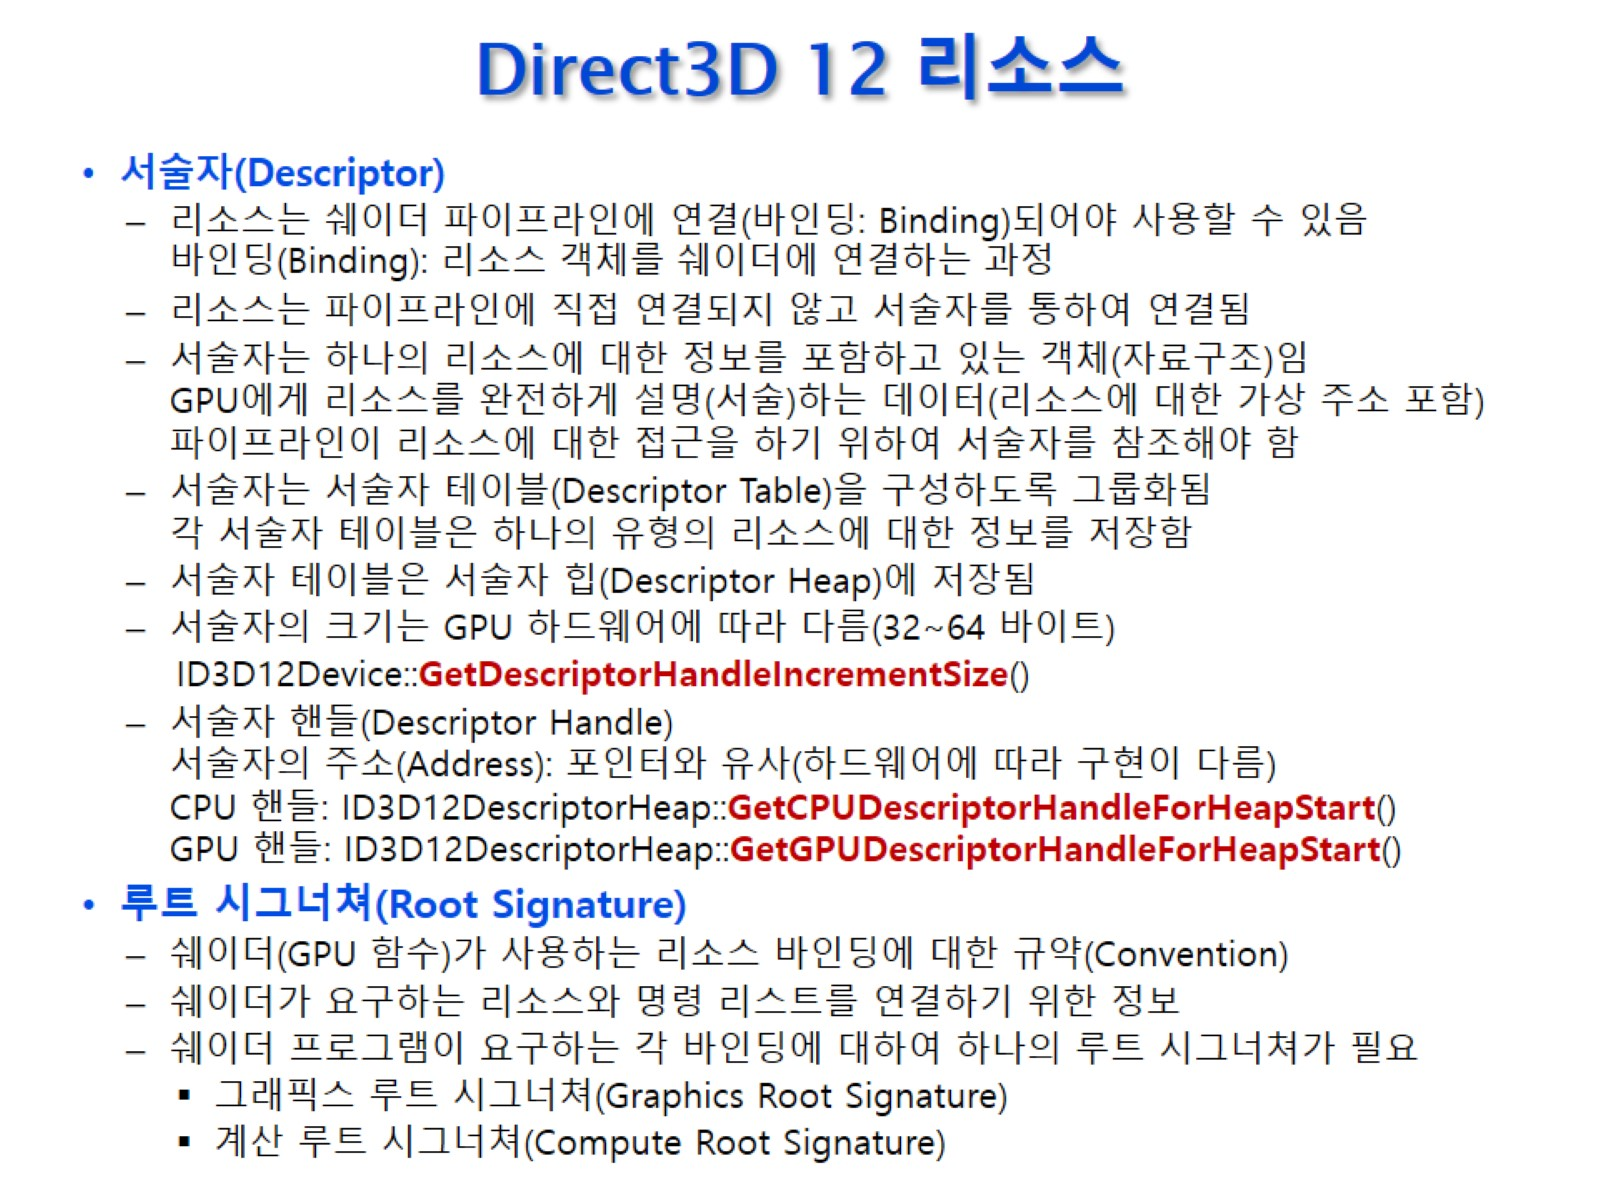 Direct3D 12 리소스
• 서술자(Descriptor)
– 리소스는 쉐이더 파이프라인에 연결(바인딩: Binding)되어야 사용할 수 있음
바인딩(Binding): 리소스 객체를 쉐이더에 연결하는 과정
– 리소스는 파이프라인에 직접 연결되지 않고 서술자를 통하여 연결됨
– 서술자는 하나의 리소스에 대한 정보를 포함하고 있는 객체(자료구조)임
GPU에게 리소스를 완전하게 설명(서술)하는 데이터(리소스에 대한 가상 주소 포함)
파이프라인이 리소스에 대한 접근을 하기 위하여 서술자를 참조해야 함
– 서술자는 서술자 테이블(Descriptor Table)을 구성하도록 그룹화됨
각 서술자 테이블은 하나의 유형의 리소스에 대한 정보를 저장함
– 서술자 테이블은 서술자 힙(Descriptor Heap)에 저장됨
– 서술자의 크기는 GPU 하드웨어에 따라 다름(32~64 바이트)
ID3D12Device::GetDescriptorHandleIncrementSize()
– 서술자 핸들(Descriptor Handle)
서술자의 주소(Address): 포인터와 유사(하드웨어에 따라 구현이 다름)
CPU 핸들: ID3D12DescriptorHeap::GetCPUDescriptorHandleForHeapStart()
GPU 핸들: ID3D12DescriptorHeap::GetGPUDescriptorHandleForHeapStart()
• 루트 시그너쳐(Root Signature)
– 쉐이더(GPU 함수)가 사용하는 리소스 바인딩에 대한 규약(Convention)
– 쉐이더가 요구하는 리소스와 명령 리스트를 연결하기 위한 정보
– 쉐이더 프로그램이 요구하는 각 바인딩에 대하여 하나의 루트 시그너쳐가 필요
▪ 그래픽스 루트 시그너쳐(Graphics Root Signature)
▪ 계산 루트 시그너쳐(Compute Root Signature)